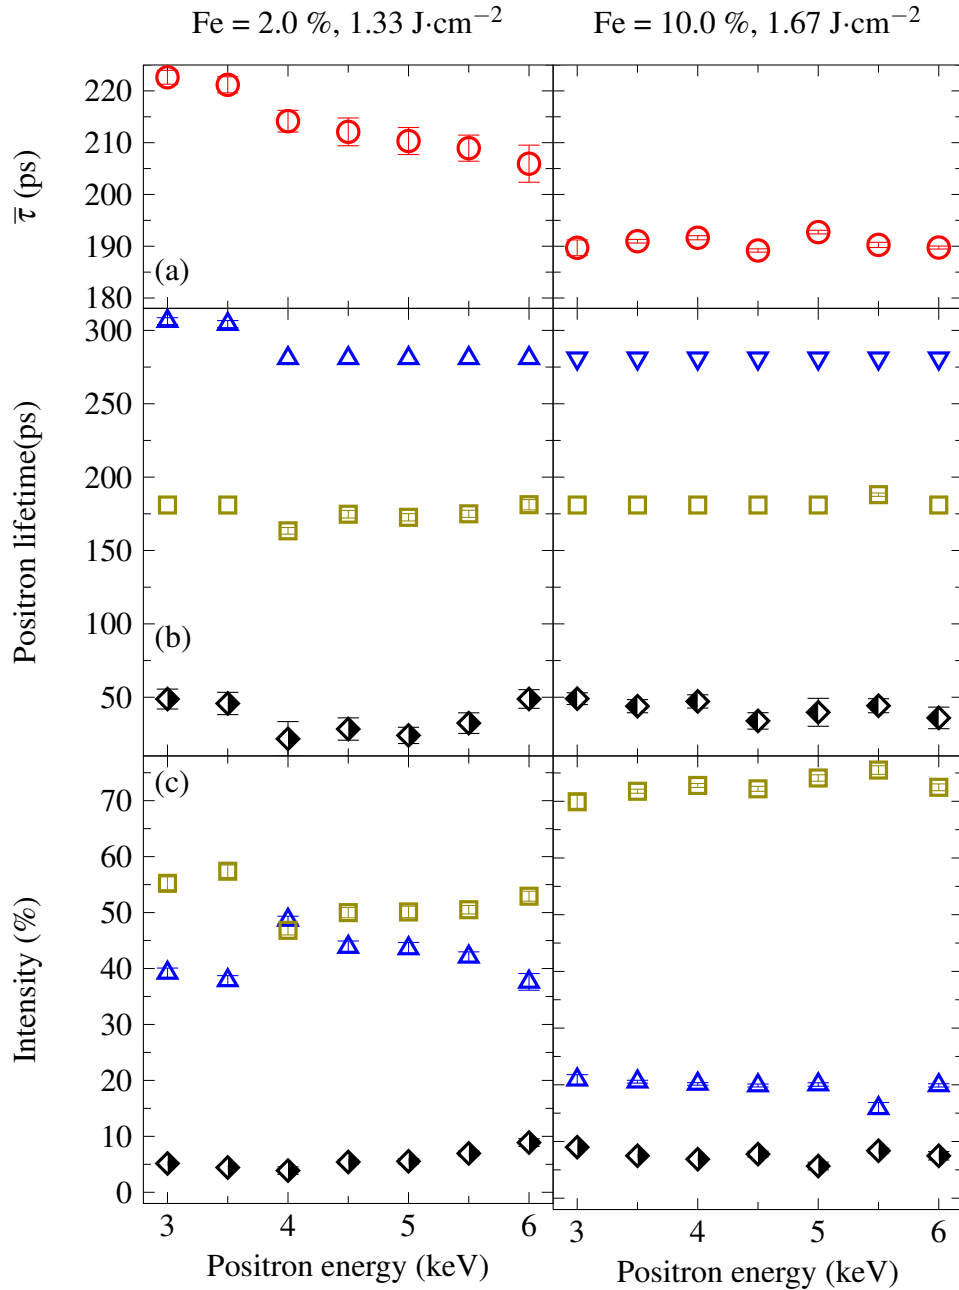 Fe = 2.0 %, 1.33 J·cm−2
Fe = 10.0 %, 1.67 J·cm−2
τ̅ (ps)
220
210
200
190
180
(a)
Positron lifetime(ps)
300
250
200
150
100
50
(b)
Intensity (%)
70
60
50
40
30
20
10
0
(c)
3 4 5 6
3 4 5 6
Positron energy (keV)
Positron energy (keV)